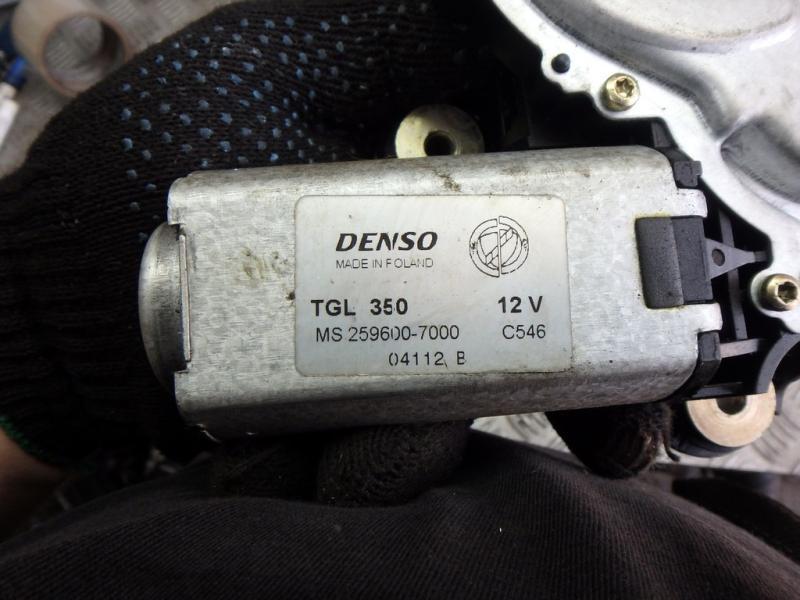 DENSO
MADE IN POLAND
TGL 350 12 V
MS 259600-7000 C546
04112 B